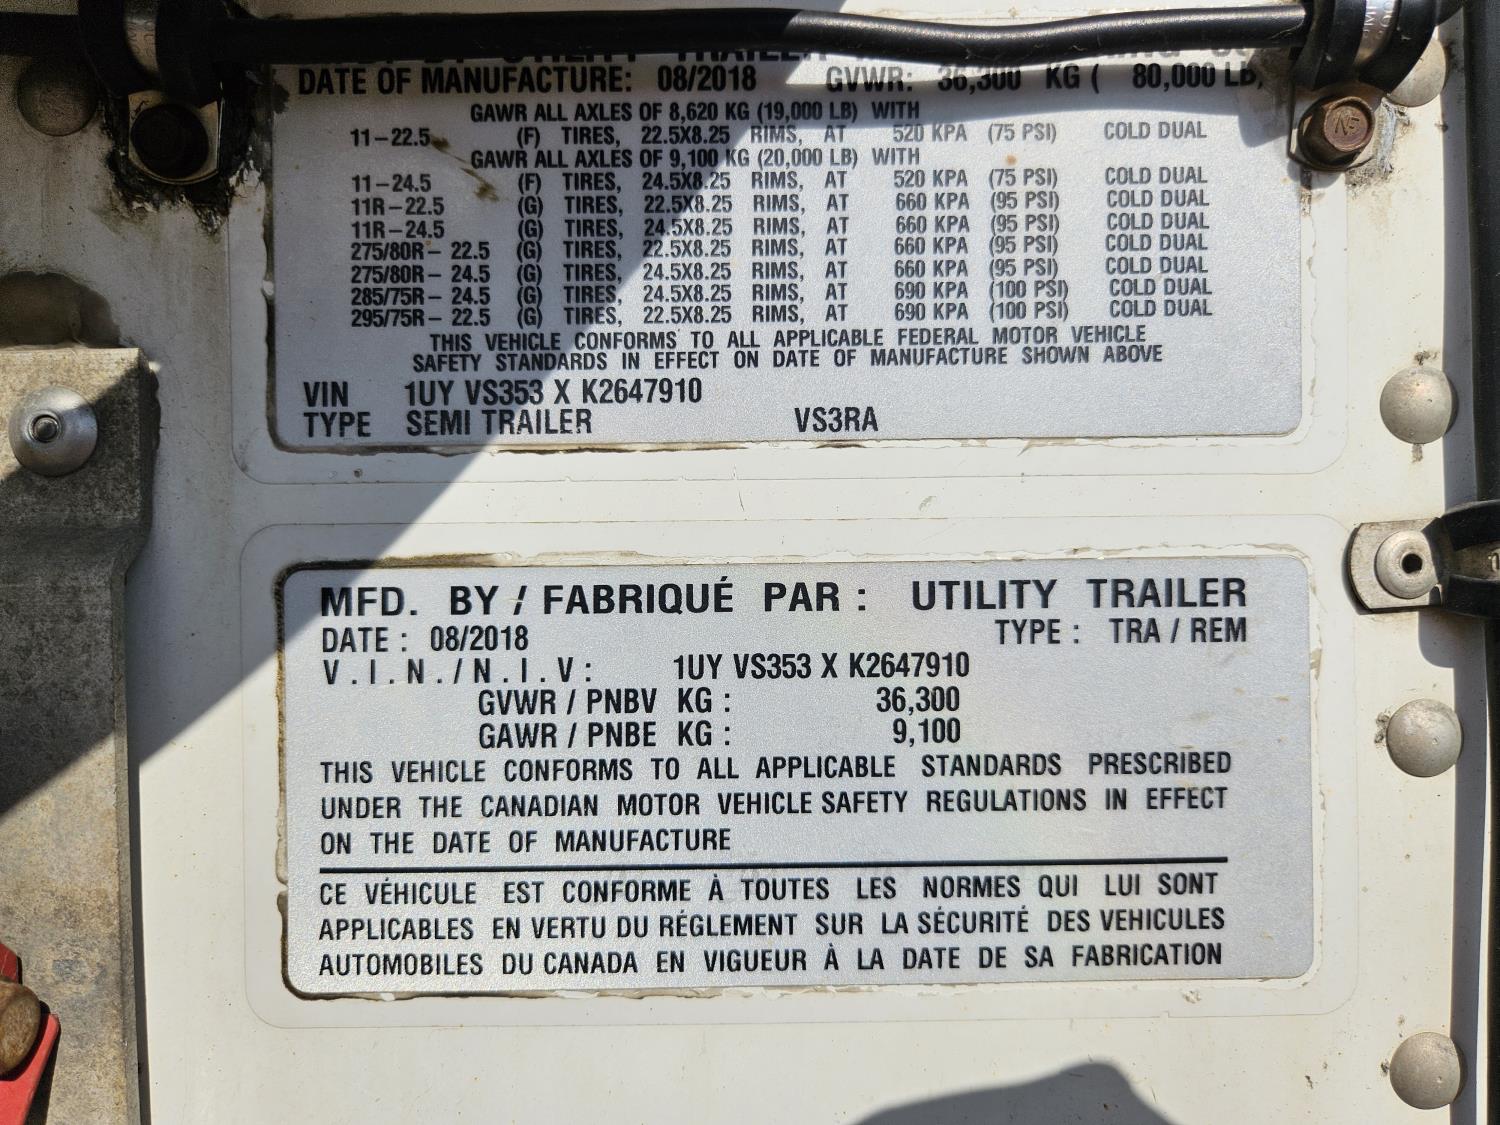 UTILITY TRAILER
DATE OF MANUFACTURE: 08/2018 GVWR: 36,300 KG ( 80,000 LB,
GAWR ALL AXLES OF 8,620 KG (19,000 LB) WITH
11-22.5 (F) TIRES, 22.5X8.25 RIMS, AT 520 KPA (75 PSI) COLD DUAL
GAWR ALL AXLES OF 9,100 KG (20,000 LB) WITH
11-24.5 (F) TIRES, 24.5X8.25 RIMS, AT 520 KPA (75 PSI) COLD DUAL
11R-22.5 (G) TIRES, 22.5X8.25 RIMS, AT 660 KPA (95 PSI) COLD DUAL
11R-24.5 (G) TIRES, 24.5X8.25 RIMS, AT 660 KPA (95 PSI) COLD DUAL
275/80R- 22.5 (G) TIRES, 22.5X8.25 RIMS, AT 660 KPA (95 PSI) COLD DUAL
275/80R- 24.5 (G) TIRES, 24.5X8.25 RIMS, AT 660 KPA (95 PSI) COLD DUAL
285/75R- 24.5 (G) TIRES, 24.5X8.25 RIMS, AT 690 KPA (100 PSI) COLD DUAL
295/75R- 22.5 (G) TIRES, 22.5X8.25 RIMS, AT 690 KPA (100 PSI) COLD DUAL
THIS VEHICLE CONFORMS TO ALL APPLICABLE FEDERAL MOTOR VEHICLE
SAFETY STANDARDS IN EFFECT ON DATE OF MANUFACTURE SHOWN ABOVE
VIN 1UY VS353 X K2647910
TYPE SEMI TRAILER VS3RA
MFD. BY / FABRIQUÉ PAR : UTILITY TRAILER
DATE : 08/2018 TYPE : TRA / REM
V.I.N./N.I.V: 1UY VS353 X K2647910
GVWR / PNBV KG : 36,300
GAWR / PNBE KG : 9,100
THIS VEHICLE CONFORMS TO ALL APPLICABLE STANDARDS PRESCRIBED
UNDER THE CANADIAN MOTOR VEHICLE SAFETY REGULATIONS IN EFFECT
ON THE DATE OF MANUFACTURE
CE VÉHICULE EST CONFORME À TOUTES LES NORMES QUI LUI SONT
APPLICABLES EN VERTU DU RÉGLEMENT SUR LA SÉCURITÉ DES VEHICULES
AUTOMOBILES DU CANADA EN VIGUEUR À LA DATE DE SA FABRICATION